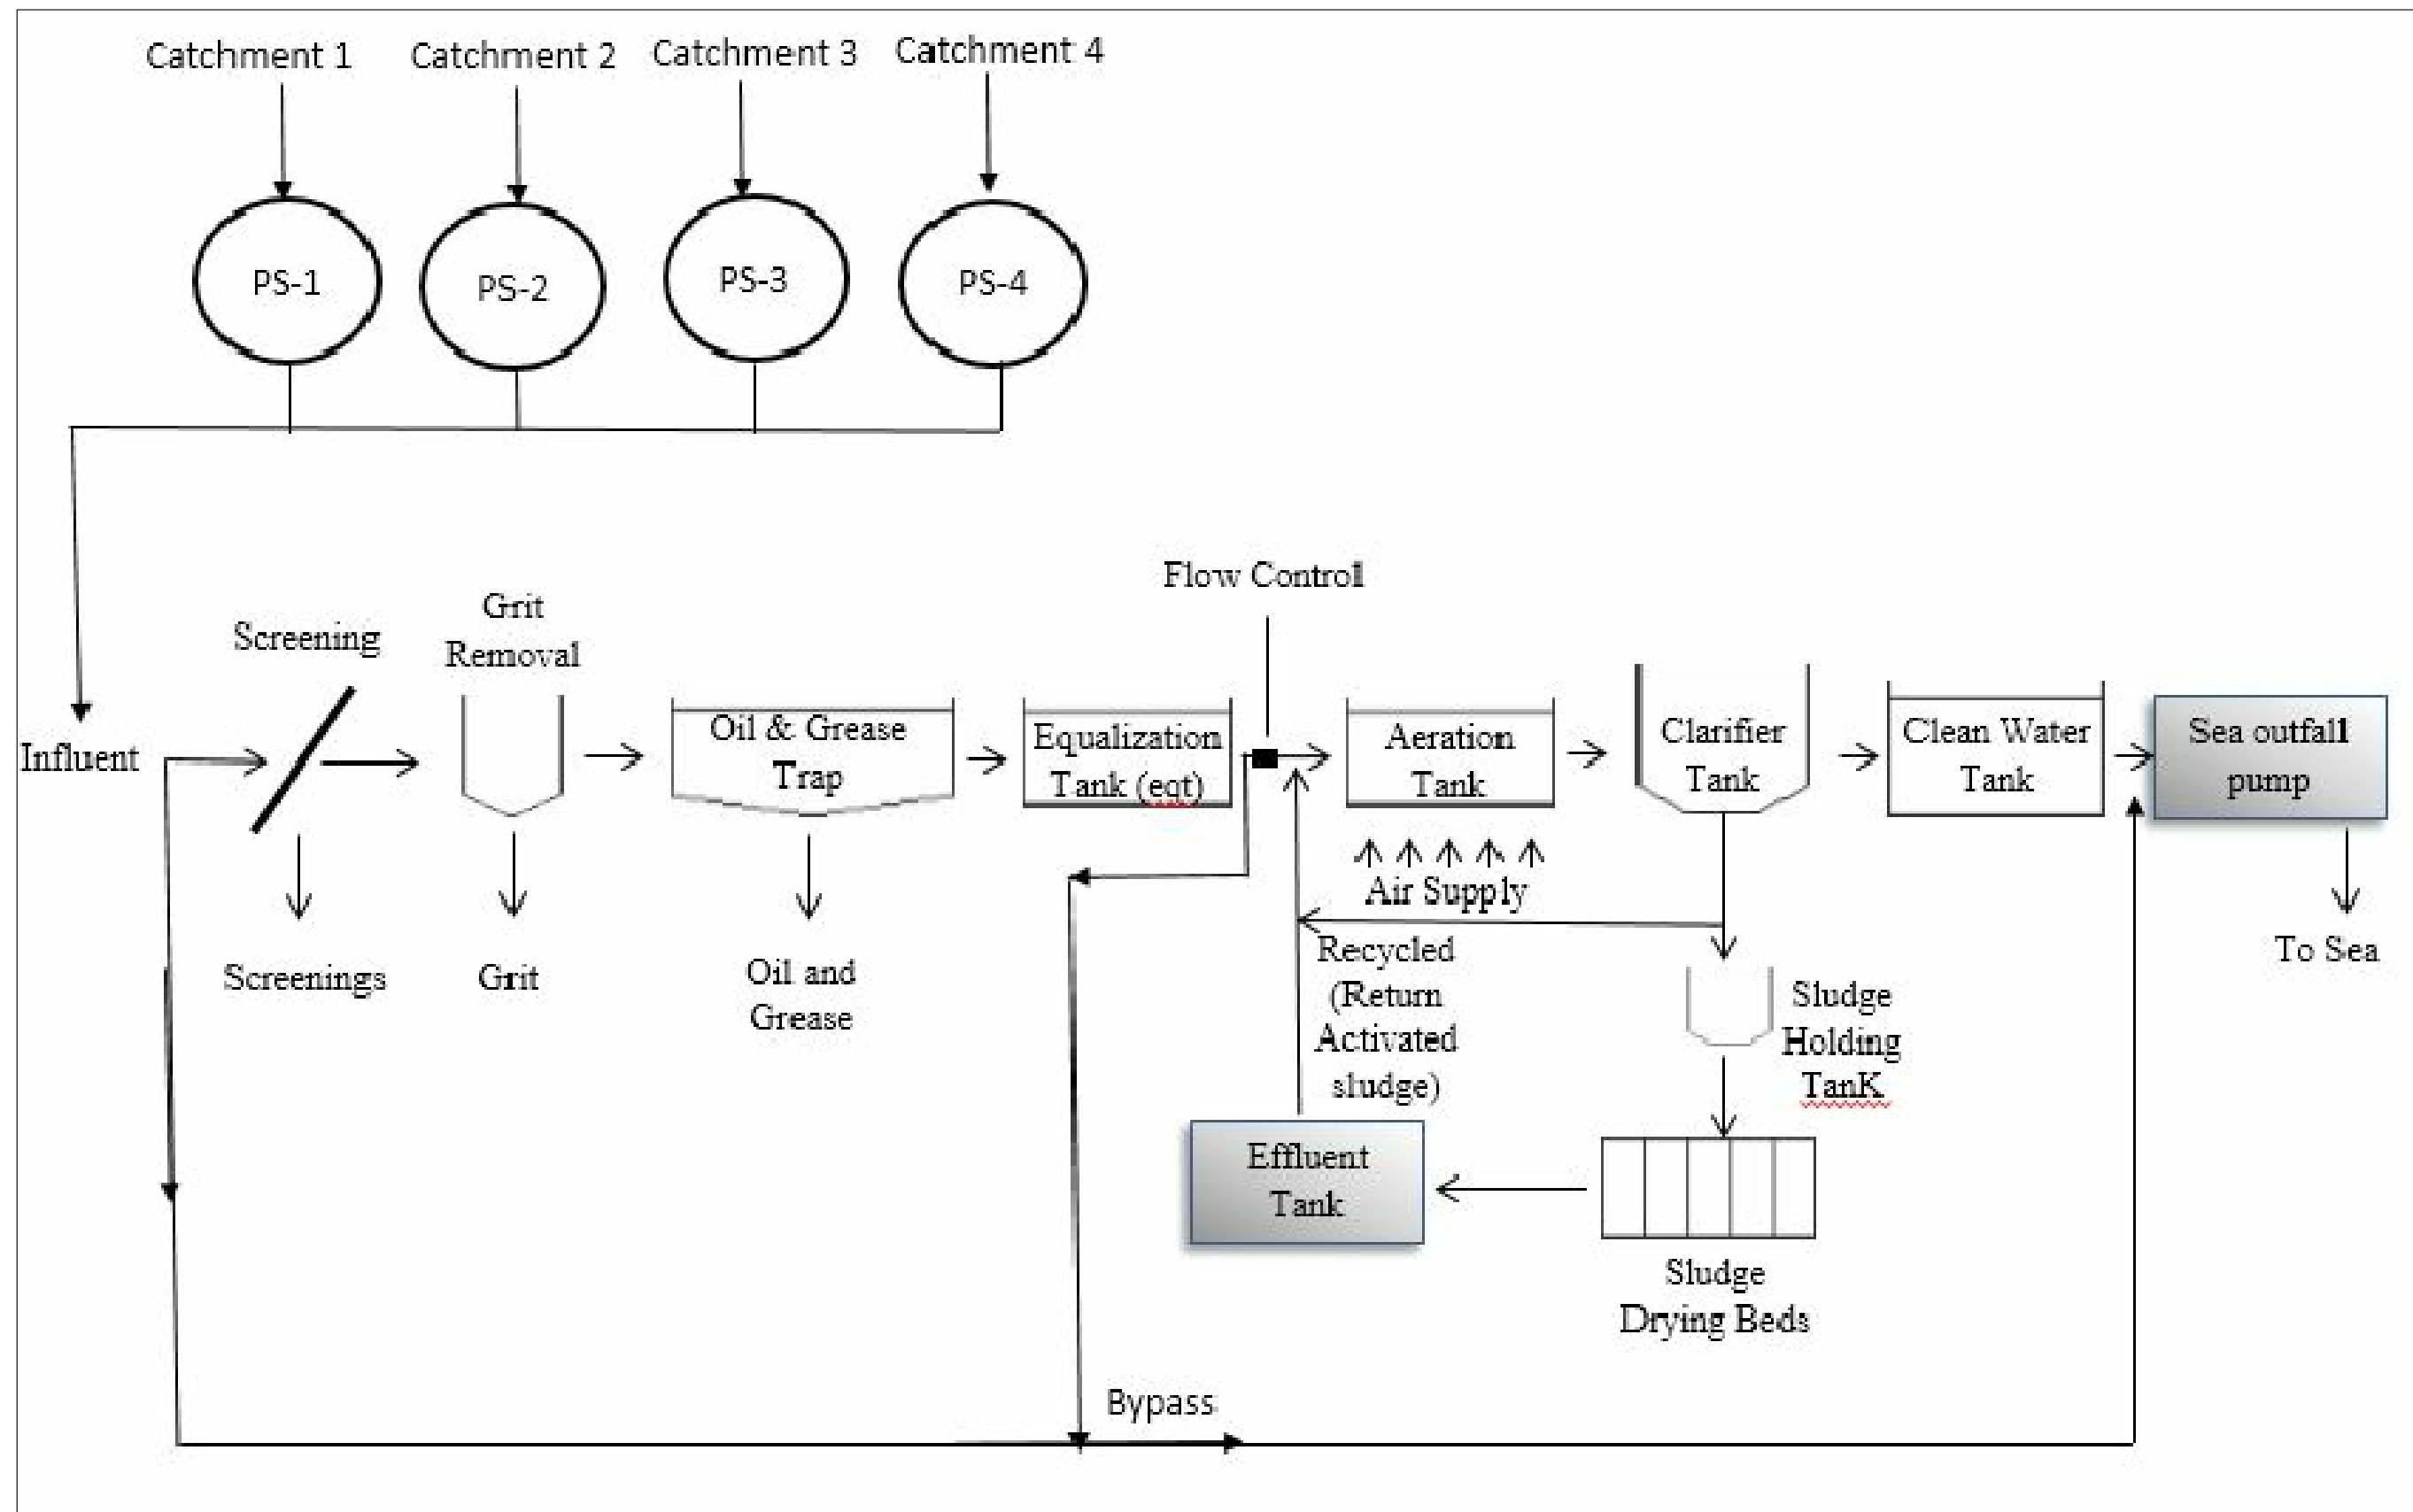 Catchment 1
Catchment 2
Catchment 3
Catchment 4
PS-1
PS-2
PS-3
PS-4
Flow Control
Screening
Grit
Removal
Influent
Oil & Grease
Trap
Equalization
Tank (eqt)
Aeration
Tank
Clarifier
Tank
Clean Water
Tank
Sea outfall
pump
Air Supply
Screenings
Grit
Oil and
Grease
Recycled
(Return
Activated
sludge)
Sludge
Holding
TanK
To Sea
Effluent
Tank
Sludge
Drying Beds
Bypass